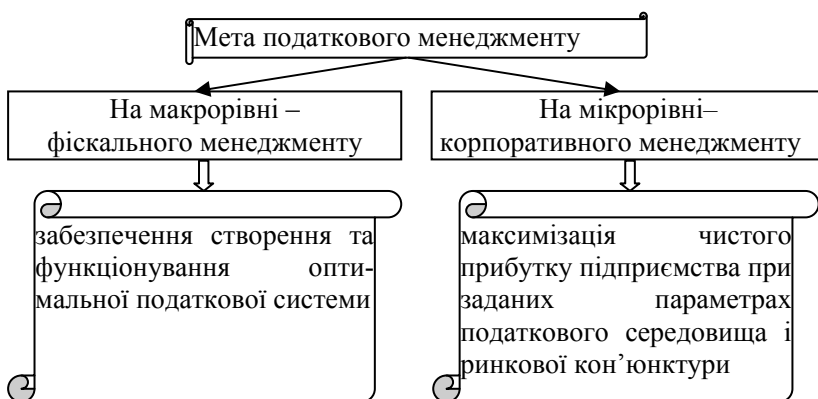 Мета податкового менеджменту
На макрорівні –
фіскального менеджменту
На мікрорівні–
корпоративного менеджменту
забезпечення створення та
функціонування опти-
мальної податкової системи
максимізація чистого
прибутку підприємства при
заданих параметрах
податкового середовища і
ринкової кон’юнктури